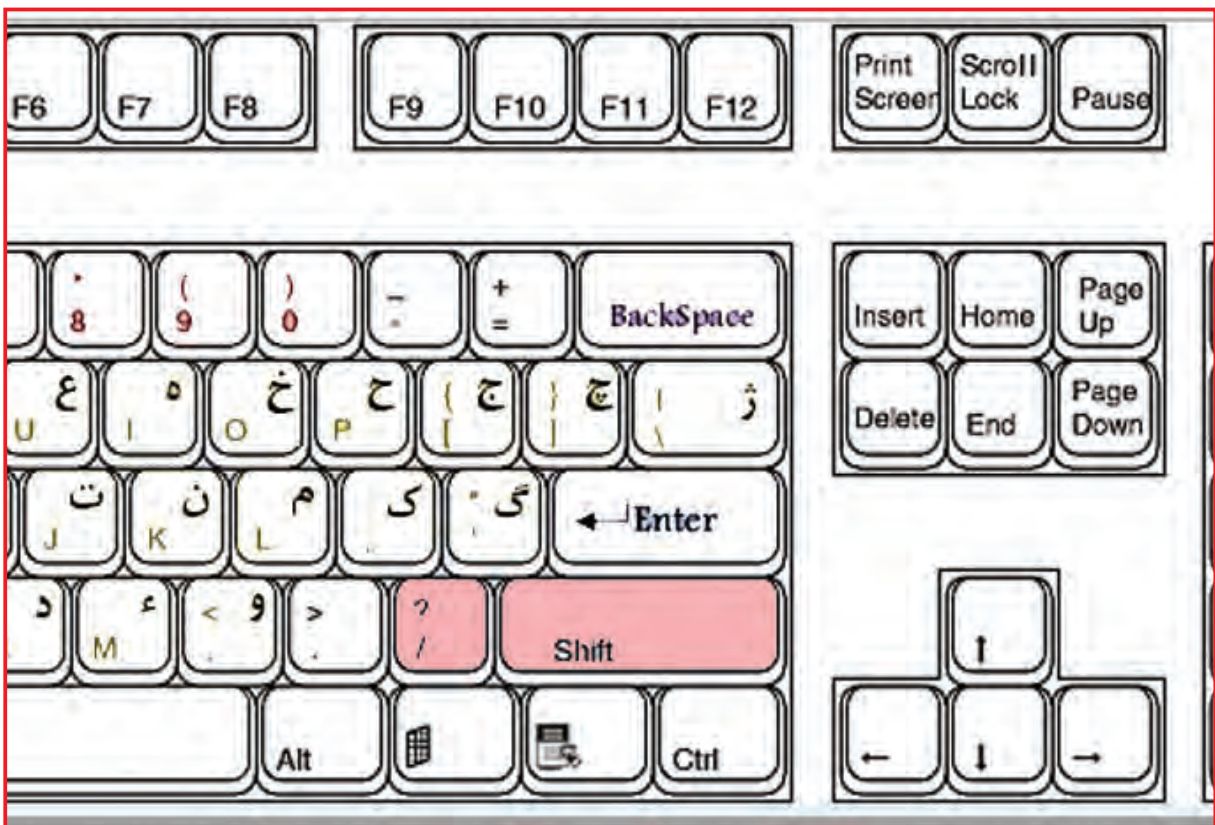 F6 F7 F8 F9 F10 F11 F12 Print Screen Scroll Lock Pause
* 8 ( 9 ) 0 _ - + = BackSpace Insert Home Page Up
U ع I ه O خ P ح { [ ج } ] چ | \ ژ Delete End Page Down
J ت K ن L م ک " ' گ ↵Enter
د M ء < و > . ? / Shift ↑
Alt Ctrl ← ↓ →